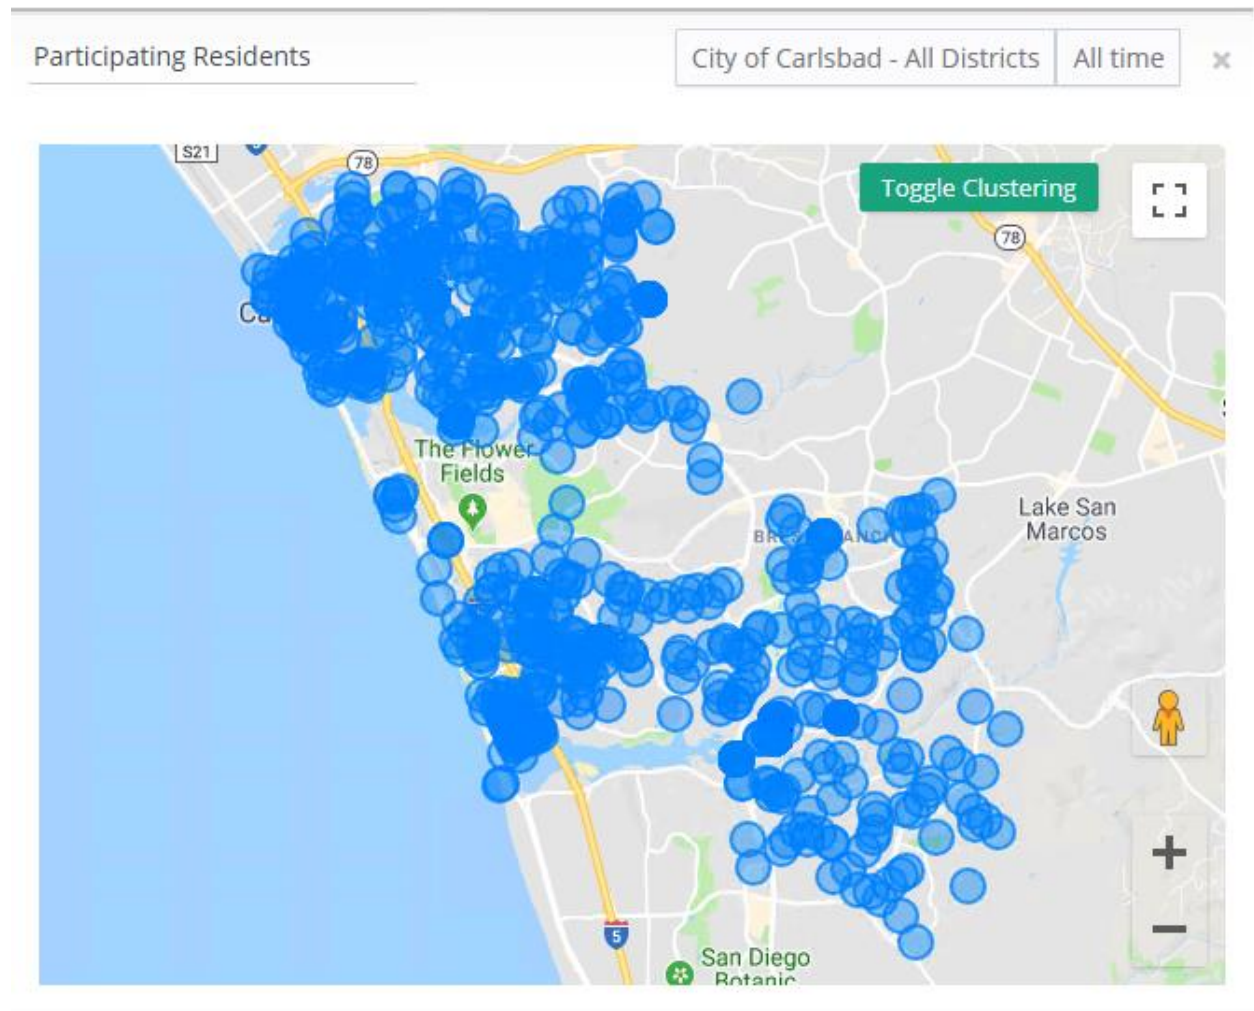 Participating Residents
City of Carlsbad - All Districts
All time
×
S21
78
Toggle Clustering
78
The Flower
Fields
Lake San
Marcos
5
San Diego
Botanic